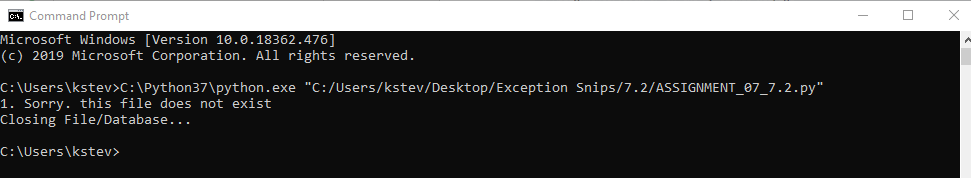 Command Prompt
Microsoft Windows [Version 10.0.18362.476]
(c) 2019 Microsoft Corporation. All rights reserved.
C:\Users\kstev>C:\Python37\python.exe "C:/Users/kstev/Desktop/Exception Snips/7.2/ASSIGNMENT_07_7.2.py"
1. Sorry. this file does not exist
Closing File/Database...
C:\Users\kstev>